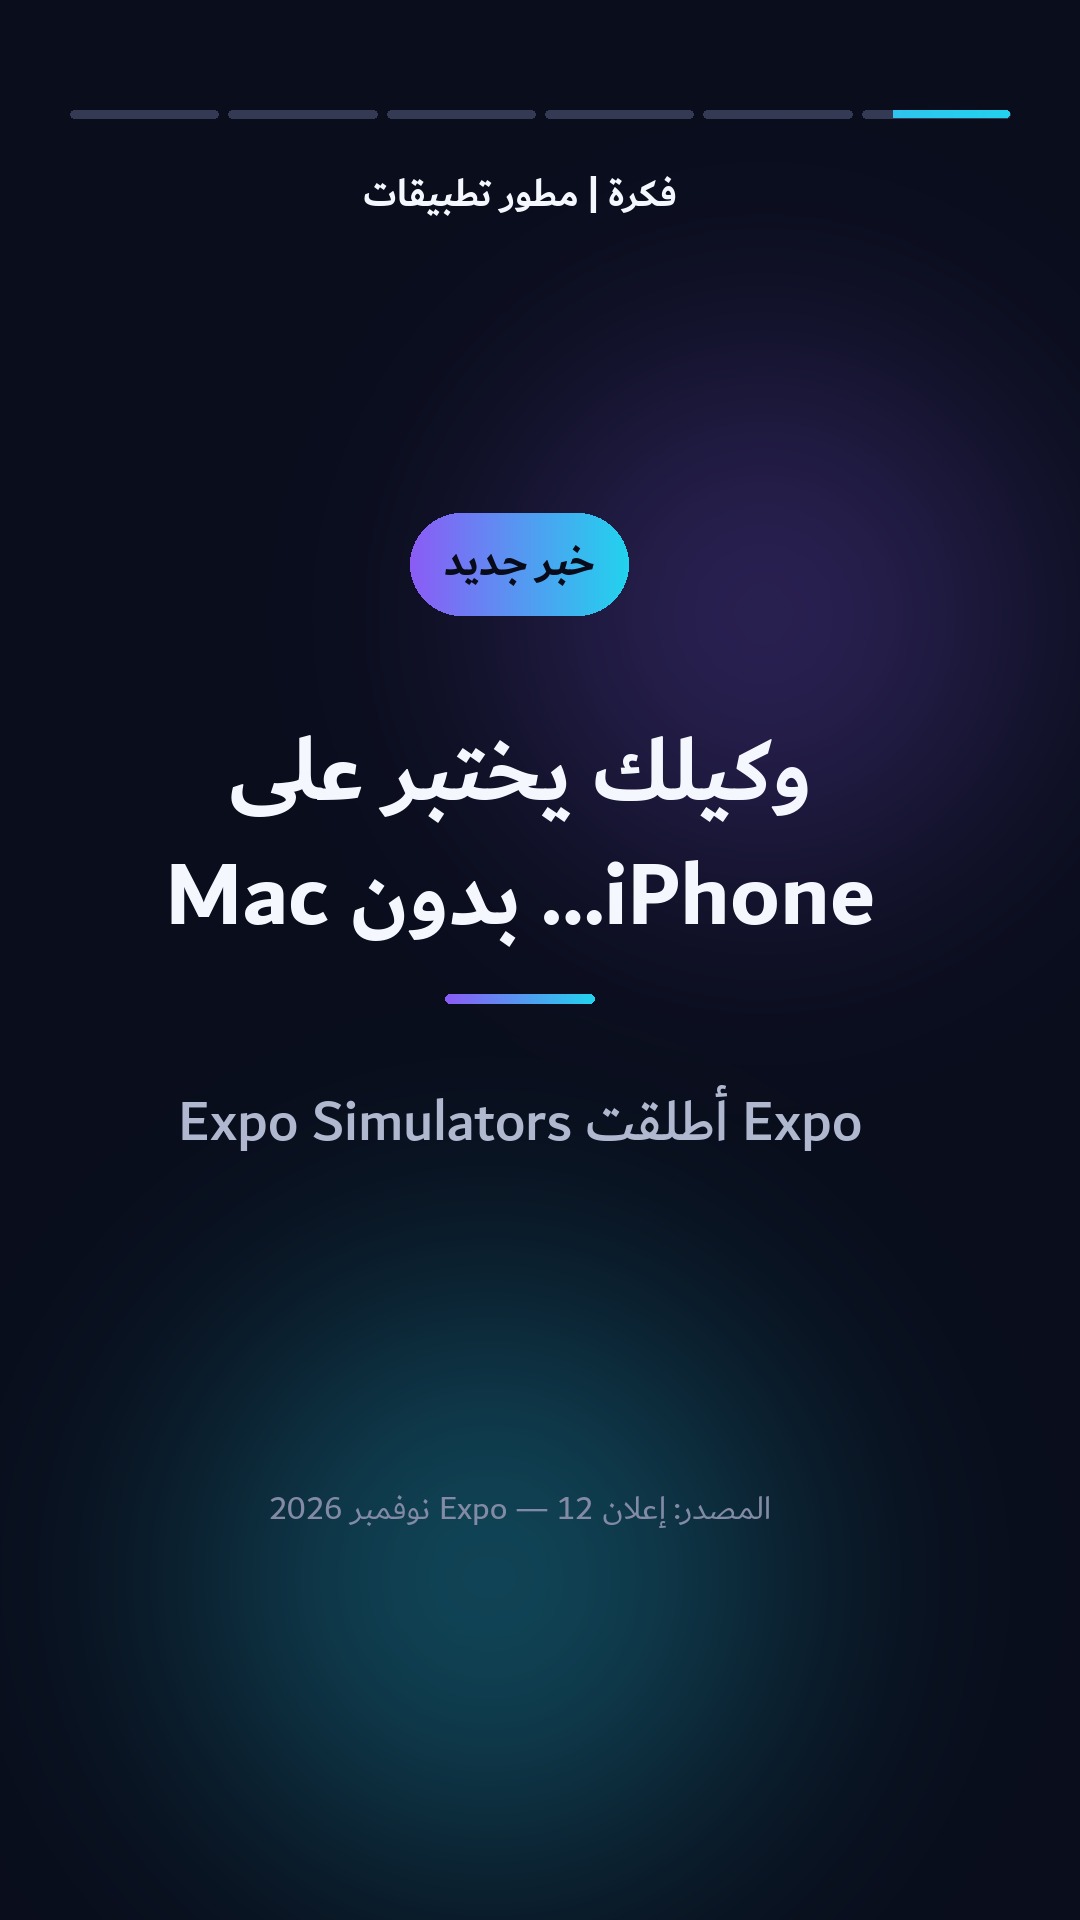 فكرة | مطور تطبيقات
خبر جديد
وكيلك يختبر على
iPhone... بدون Mac
Expo أطلقت Expo Simulators
المصدر: إعلان Expo — 12 نوفمبر 2026